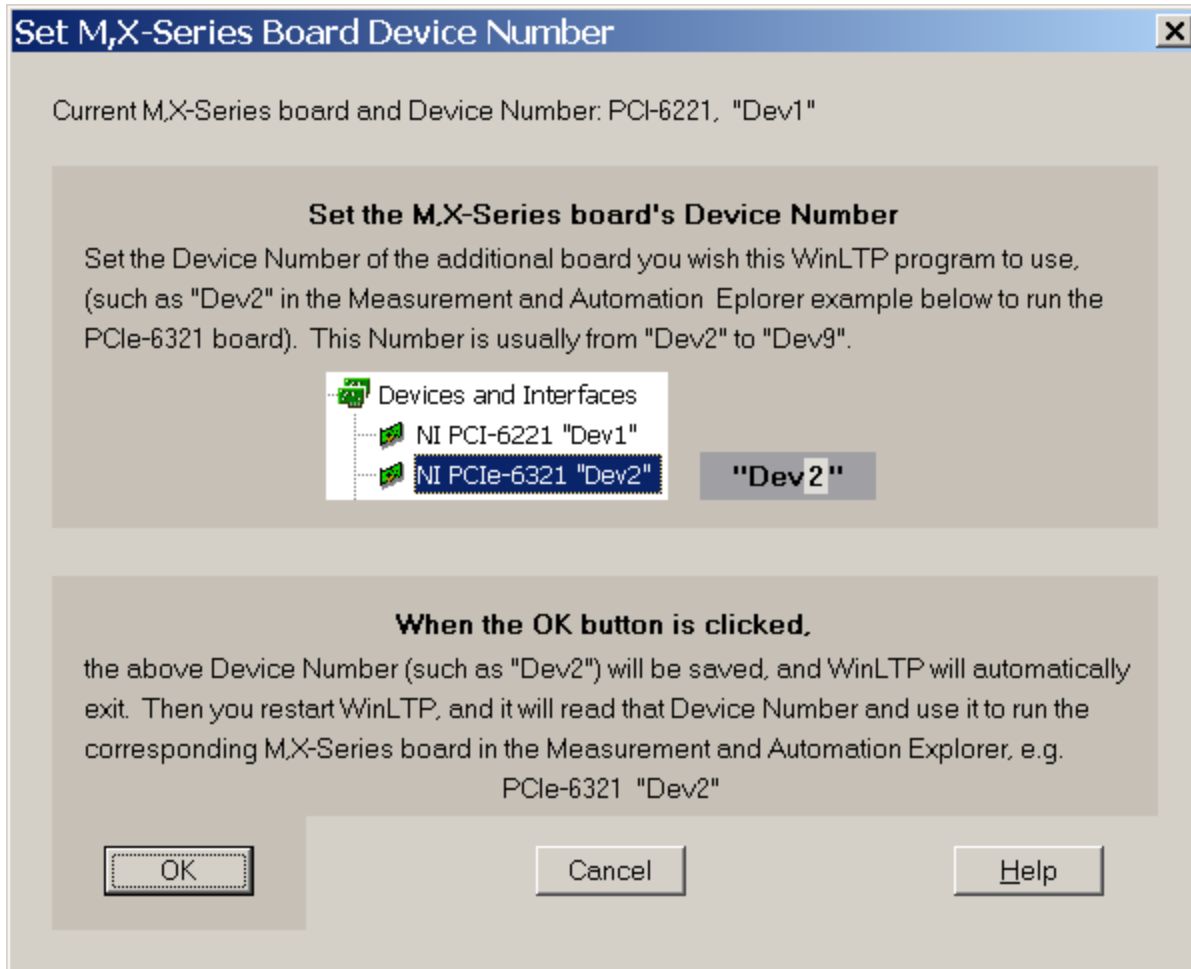 Set M,X-Series Board Device Number
Current M,X-Series board and Device Number: PCI-6221, "Dev1"
Set the M,X-Series board's Device Number
Set the Device Number of the additional board you wish this WinLTP program to use,
(such as "Dev2" in the Measurement and Automation Eplorer example below to run the
PCIe-6321 board). This Number is usually from "Dev2" to "Dev9".
Devices and Interfaces
NI PCI-6221 "Dev1"
NI PCIe-6321 "Dev2"
"Dev2"
When the OK button is clicked,
the above Device Number (such as "Dev2") will be saved, and WinLTP will automatically
exit. Then you restart WinLTP, and it will read that Device Number and use it to run the
corresponding M,X-Series board in the Measurement and Automation Explorer, e.g.
PCIe-6321 "Dev2"
OK
Cancel
Help